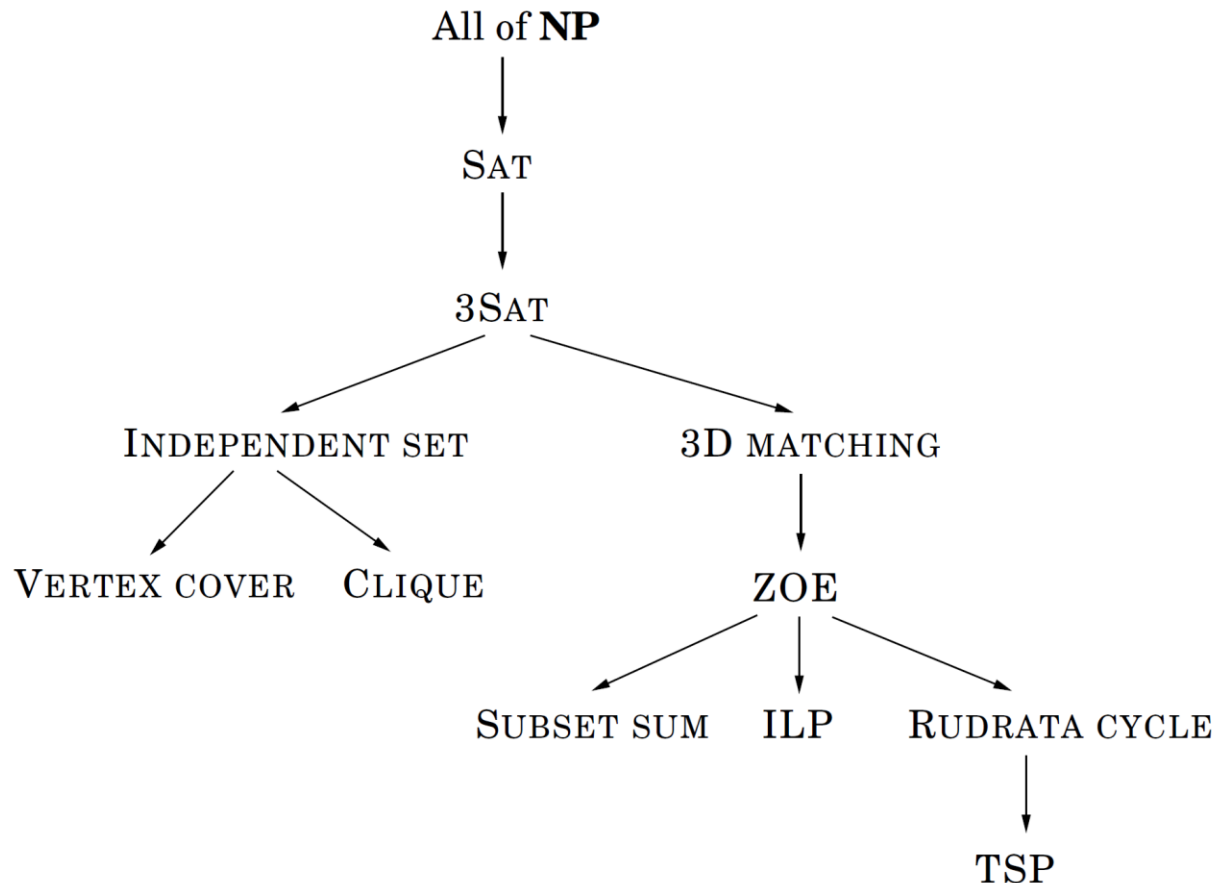 All of NP
SAT
3SAT
INDEPENDENT SET
3D MATCHING
VERTEX COVER
CLIQUE
ZOE
SUBSET SUM
ILP
RUDRATA CYCLE
TSP